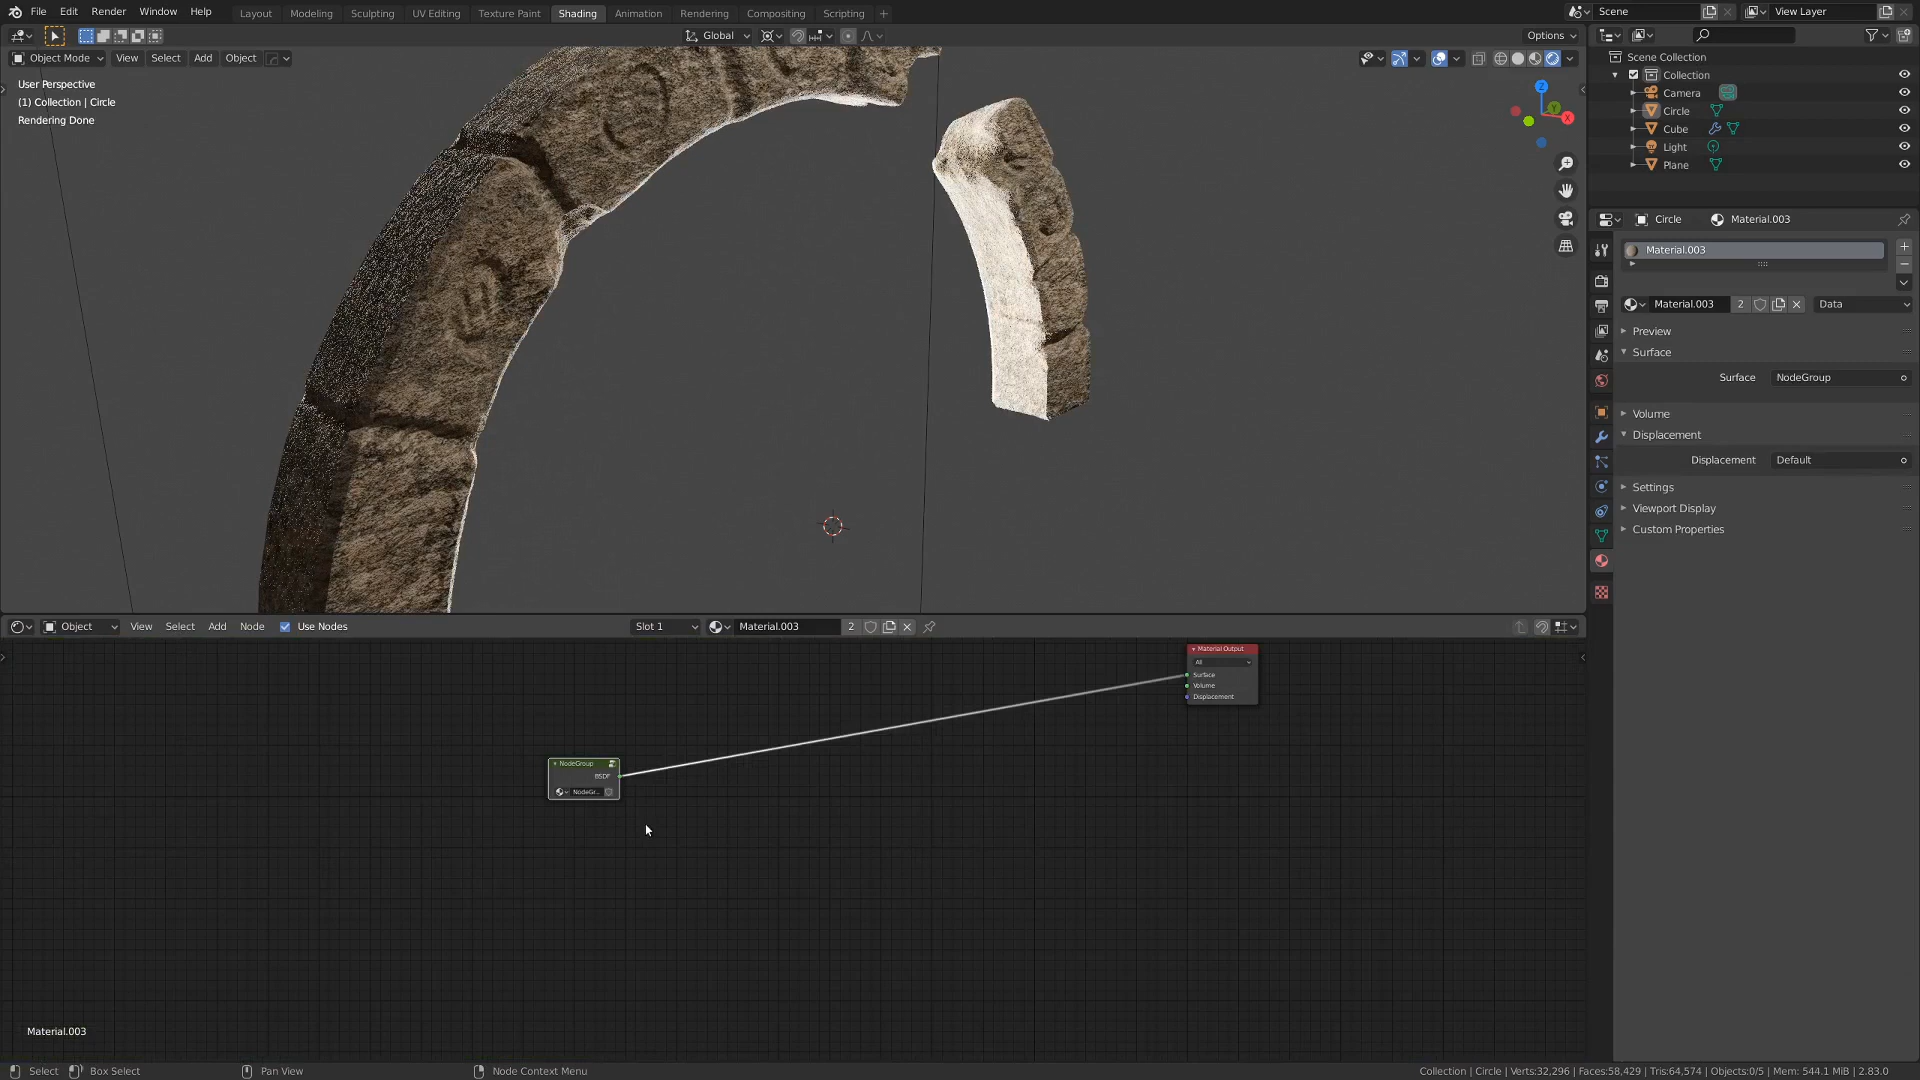 File Edit Render Window Help Layout Modeling Sculpting UV Editing Texture Paint Shading Animation Rendering Compositing Scripting + Scene View Layer
Global Options
Object Mode View Select Add Object
User Perspective
(1) Collection | Circle
Rendering Done
Z
X
Y
Scene Collection
Collection
Camera
Circle
Cube
Light
Plane
Circle Material.003
Material.003
Material.003 2 Data
Preview
Surface
Surface NodeGroup
Volume
Displacement
Displacement Default
Settings
Viewport Display
Custom Properties
Object View Select Add Node Use Nodes Slot 1 Material.003 2
Material Output
All
Surface
Volume
Displacement
NodeGroup
BSDF
NodeGr...
Material.003
Select Box Select Pan View Node Context Menu Collection | Circle | Verts:32,296 | Faces:58,429 | Tris:64,574 | Objects:0/5 | Mem: 544.1 MiB | 2.83.0